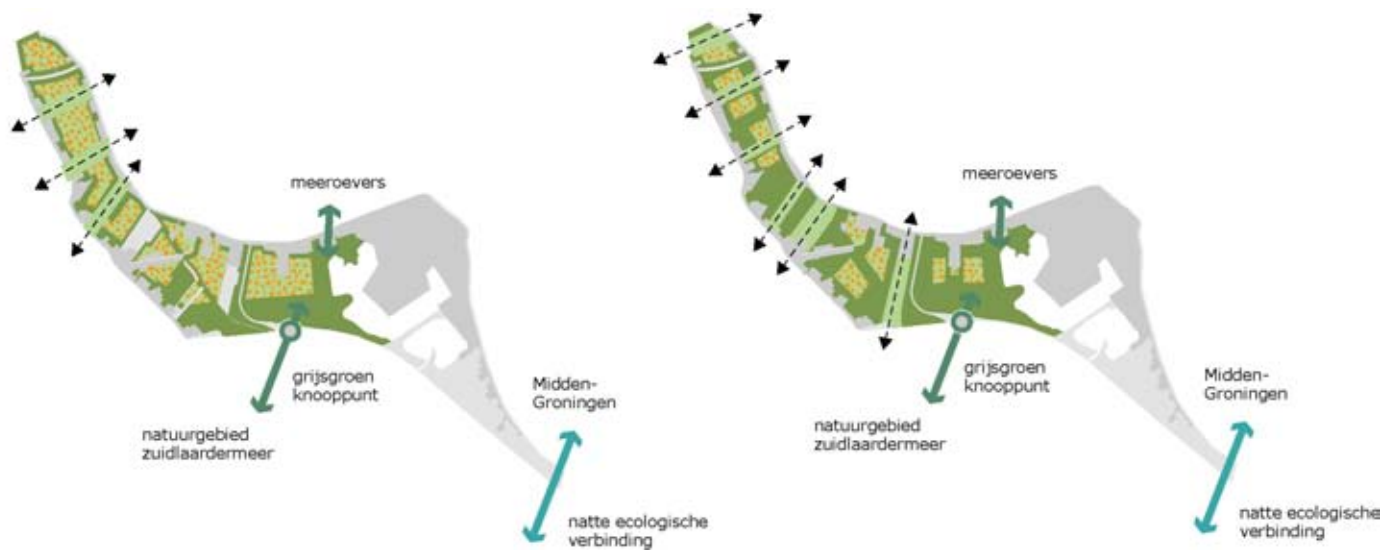 meeroevers
grijsgroen
knooppunt
Midden-
Groningen
natuurgebied
zuidlaardermeer
natte ecologische
verbinding
meeroevers
grijsgroen
knooppunt
Midden-
Groningen
natuurgebied
zuidlaardermeer
natte ecologische
verbinding